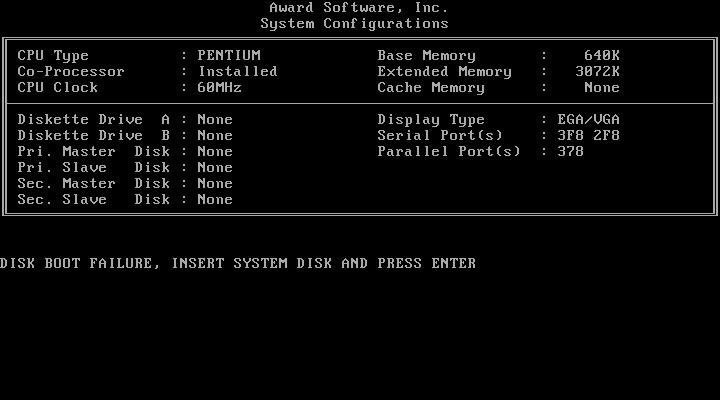 Award Software, Inc.
System Configurations
CPU Type : PENTIUM Base Memory : 640K
Co-Processor : Installed Extended Memory : 3072K
CPU Clock : 60MHz Cache Memory : None
Diskette Drive A : None Display Type : EGA/VGA
Diskette Drive B : None Serial Port(s) : 3F8 2F8
Pri. Master Disk : None Parallel Port(s) : 378
Pri. Slave Disk : None
Sec. Master Disk : None
Sec. Slave Disk : None
DISK BOOT FAILURE, INSERT SYSTEM DISK AND PRESS ENTER